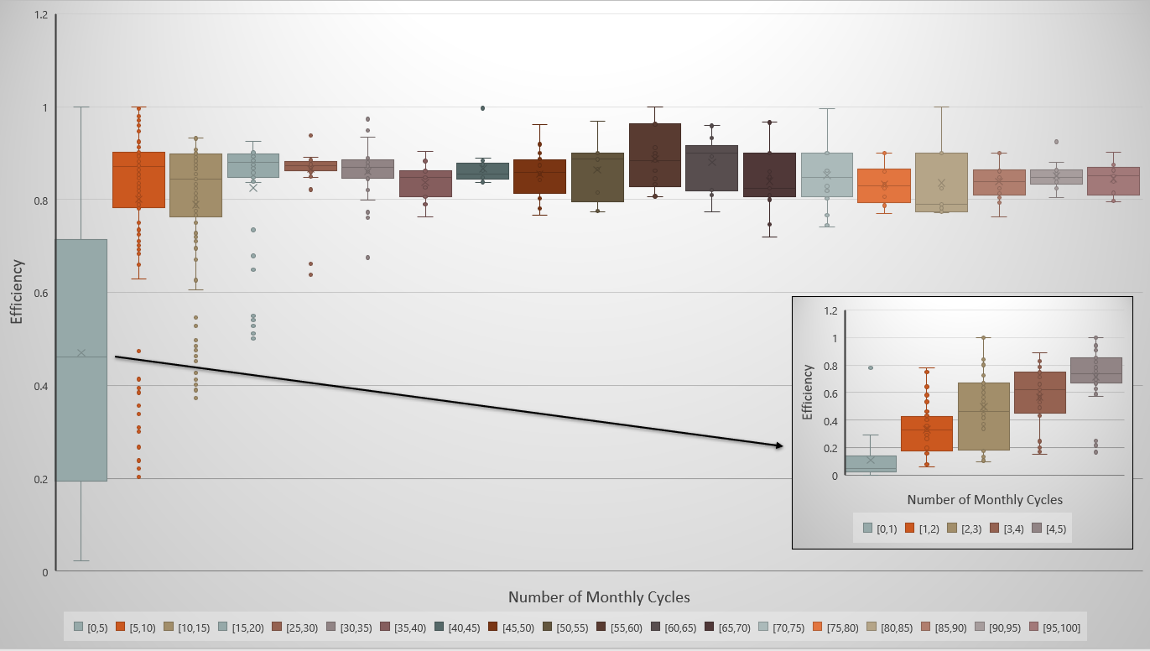 1.2
1
0.8
0.6
0.4
0.2
0
Efficiency
Number of Monthly Cycles
[0,5) [5,10) [10,15) [15,20) [25,30) [30,35) [35,40) [40,45) [45,50) [50,55) [55,60) [60,65) [65,70) [70,75) [75,80) [80,85) [85,90) [90,95) [95,100]
1.2
1
0.8
0.6
0.4
0.2
0
Efficiency
Number of Monthly Cycles
[0,1) [1,2) [2,3) [3,4) [4,5)